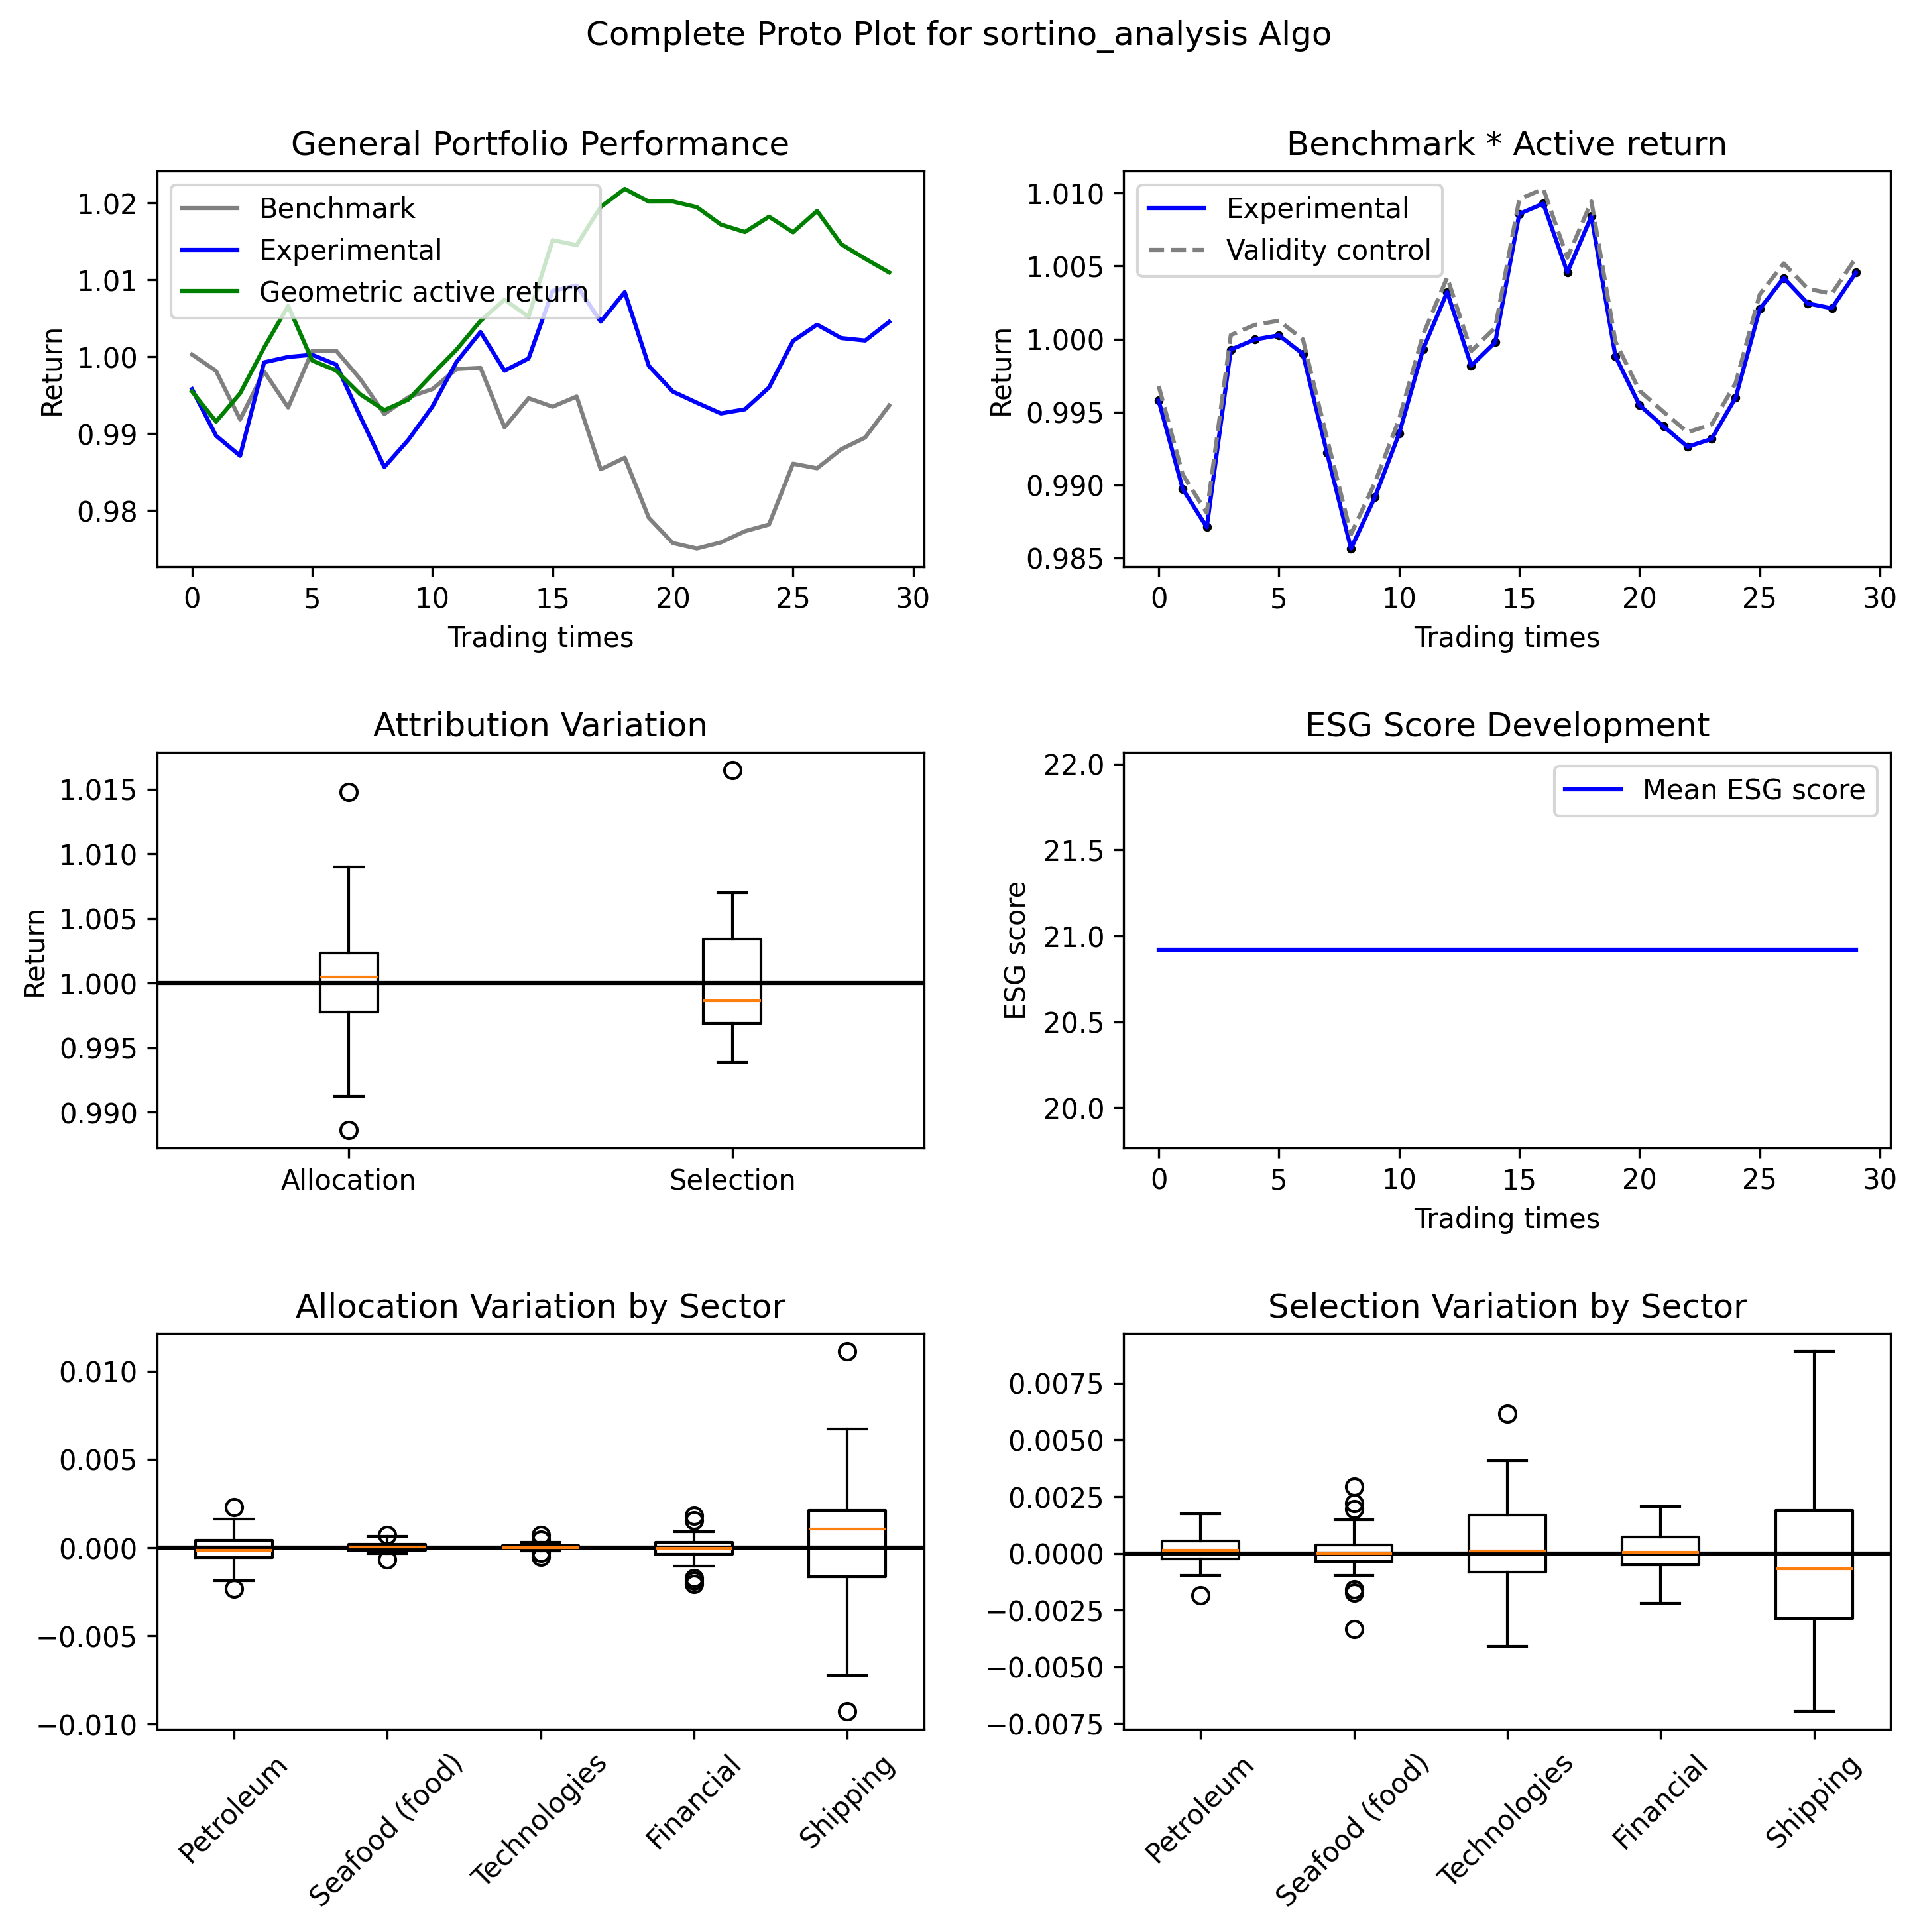 Complete Proto Plot for sortino_analysis Algo
General Portfolio Performance
Benchmark
Experimental
Geometric active return
Return
1.02
1.01
1.00
0.99
0.98
0 5 10 15 20 25 30
Trading times
Benchmark * Active return
Experimental
Validity control
Return
1.010
1.005
1.000
0.995
0.990
0.985
0 5 10 15 20 25 30
Trading times
Attribution Variation
Return
1.015
1.010
1.005
1.000
0.995
0.990
Allocation Selection
ESG Score Development
Mean ESG score
ESG score
22.0
21.5
21.0
20.5
20.0
0 5 10 15 20 25 30
Trading times
Allocation Variation by Sector
0.010
0.005
0.000
−0.005
−0.010
Petroleum
Seafood (food)
Technologies
Financial
Shipping
Selection Variation by Sector
0.0075
0.0050
0.0025
0.0000
−0.0025
−0.0050
−0.0075
Petroleum
Seafood (food)
Technologies
Financial
Shipping